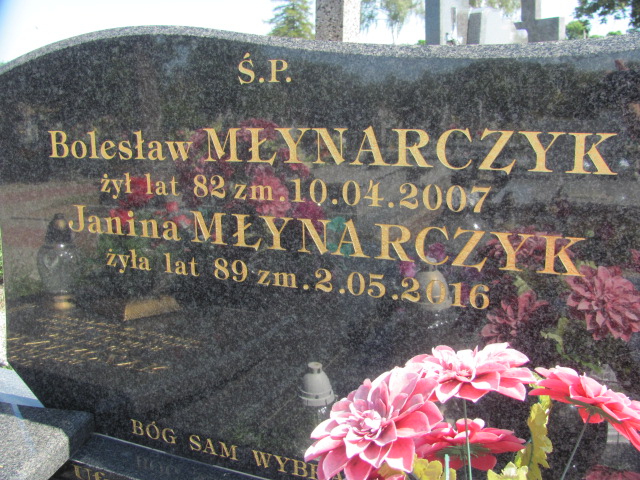 Ś.P.
Bolesław MŁYNARCZYK
żył lat 82 zm. 10.04.2007
Janina MŁYNARCZYK
żyła lat 89 zm. 2.05.2016
BÓG SAM